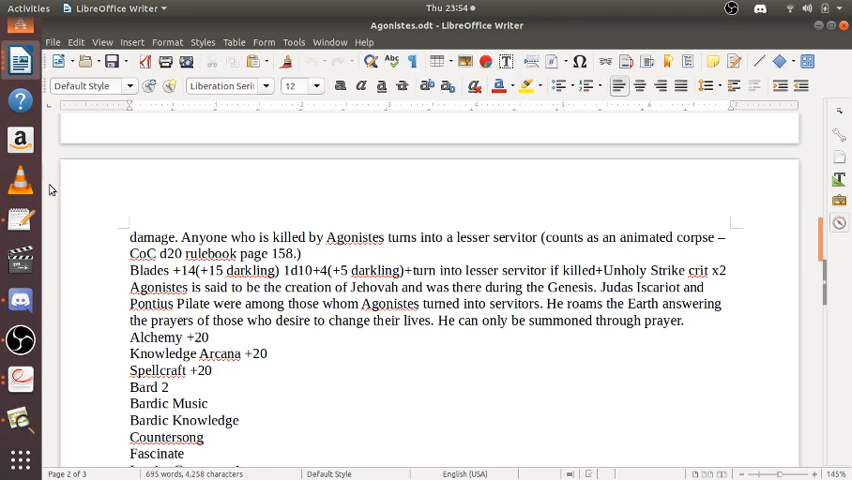 Activities
LibreOffice Writer
Thu 23:54
Agonistes.odt - LibreOffice Writer
File Edit View Insert Format Styles Table Form Tools Window Help
Default Style
Liberation Seri
12
damage. Anyone who is killed by Agonistes turns into a lesser servitor (counts as an animated corpse –
CoC d20 rulebook page 158.)
Blades +14(+15 darkling) 1d10+4(+5 darkling)+turn into lesser servitor if killed+Unholy Strike crit x2
Agonistes is said to be the creation of Jehovah and was there during the Genesis. Judas Iscariot and
Pontius Pilate were among those whom Agonistes turned into servitors. He roams the Earth answering
the prayers of those who desire to change their lives. He can only be summoned through prayer.
Alchemy +20
Knowledge Arcana +20
Spellcraft +20
Bard 2
Bardic Music
Bardic Knowledge
Countersong
Fascinate
Page 2 of 3
695 words, 4,258 characters
Default Style
English (USA)
145%